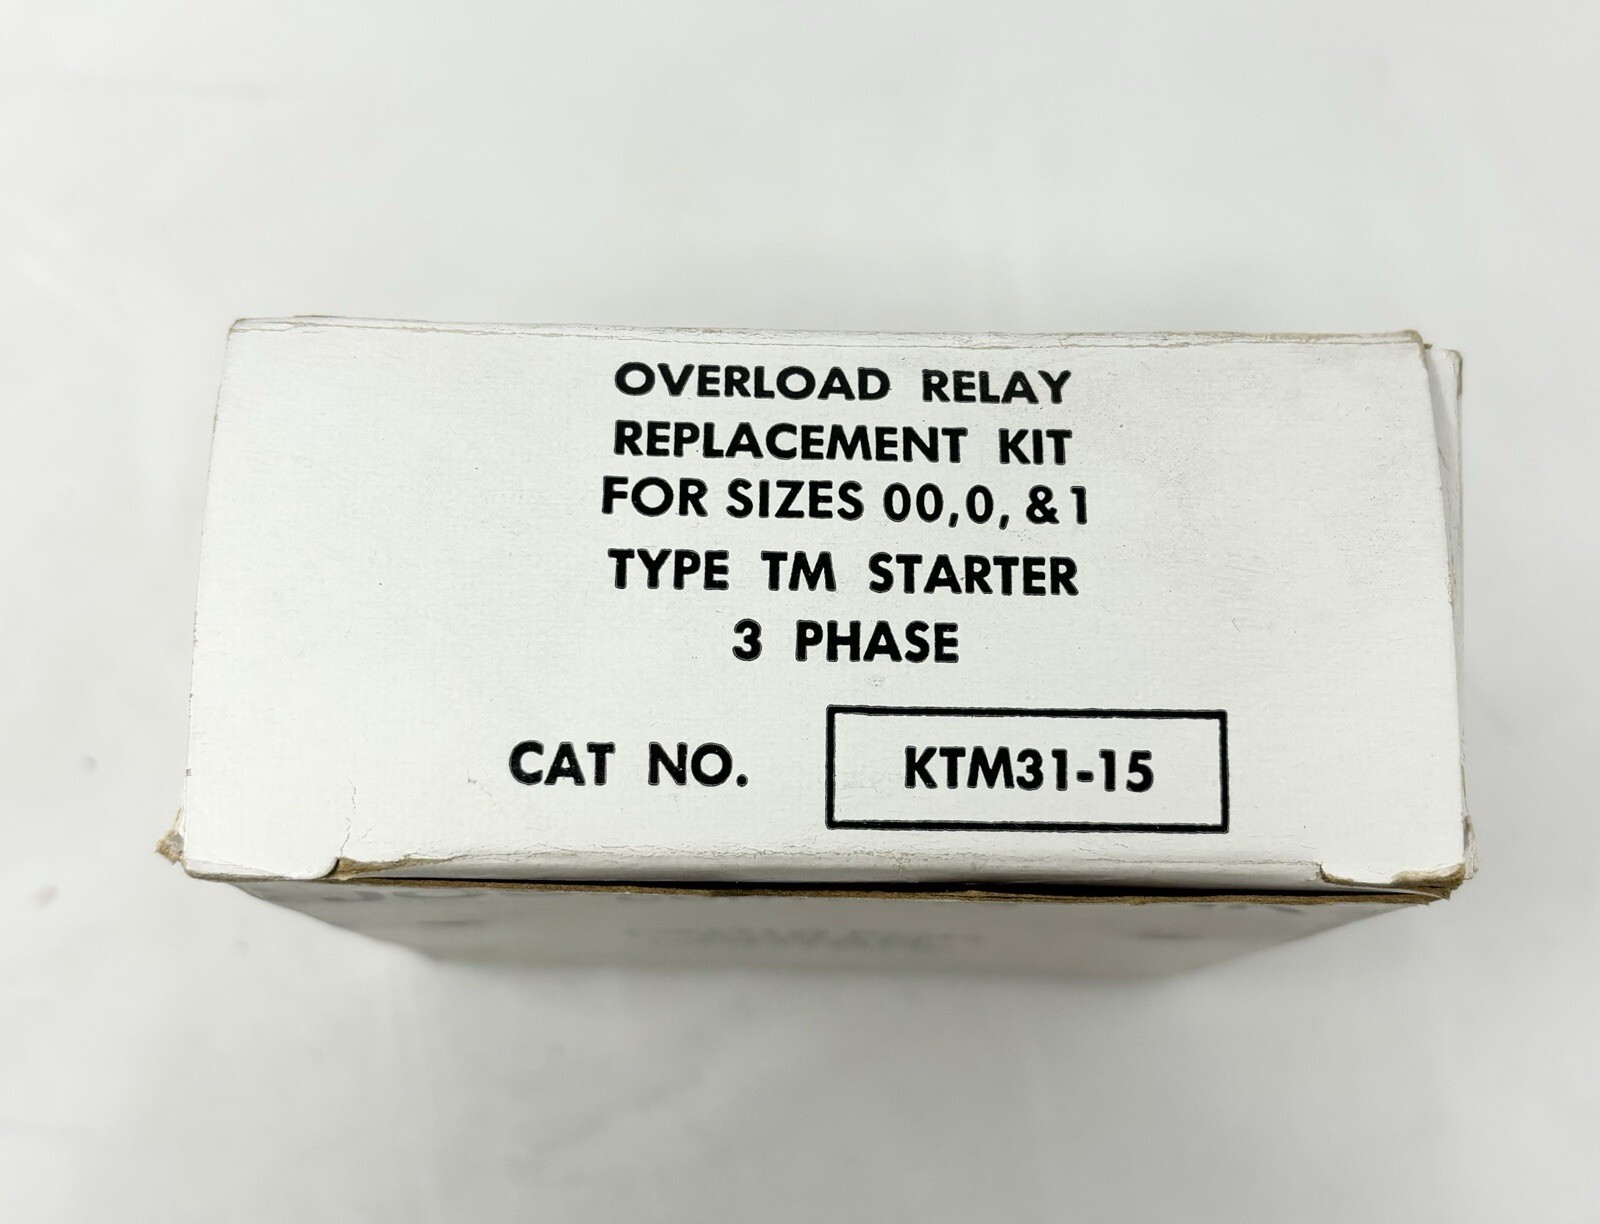 OVERLOAD RELAY
REPLACEMENT KIT
FOR SIZES 00,0, & 1
TYPE TM STARTER
3 PHASE
CAT NO. KTM31-15